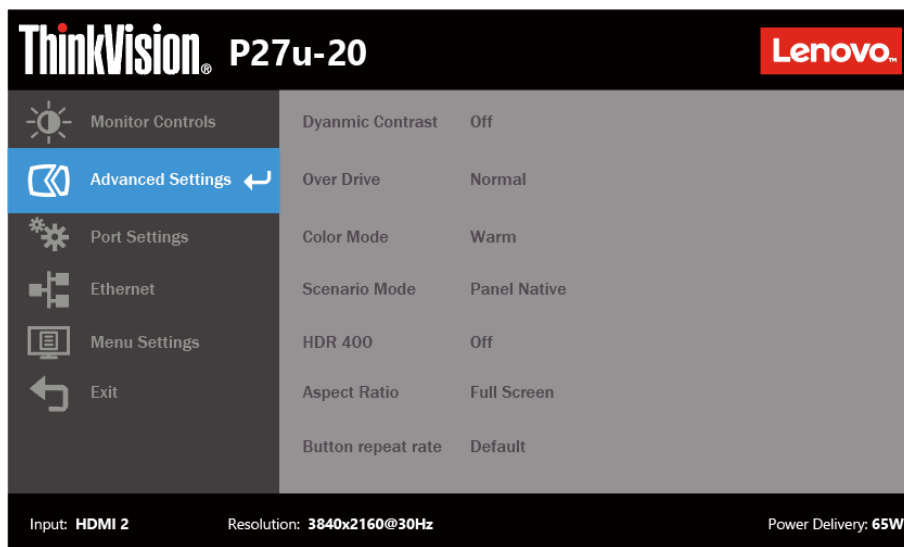 ThinkVision® P27u-20 Lenovo™
Monitor Controls Dyanmic Contrast Off
Advanced Settings Over Drive Normal
Port Settings Color Mode Warm
Ethernet Scenario Mode Panel Native
Menu Settings HDR 400 Off
Exit Aspect Ratio Full Screen
Button repeat rate Default
Input: HDMI 2 Resolution: 3840x2160@30Hz Power Delivery: 65W